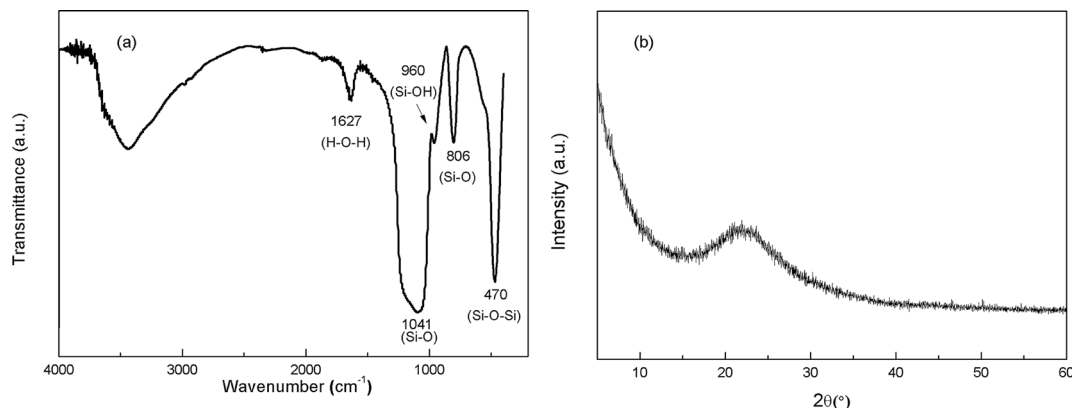 (a)
960
(Si-OH)
1627
(H-O-H)
806
(Si-O)
470
(Si-O-Si)
1041
(Si-O)
Transmittance (a.u.)
4000 3000 2000 1000
Wavenumber (cm⁻¹)
(b)
Intensity (a.u.)
10 20 30 40 50 60
2θ(°)